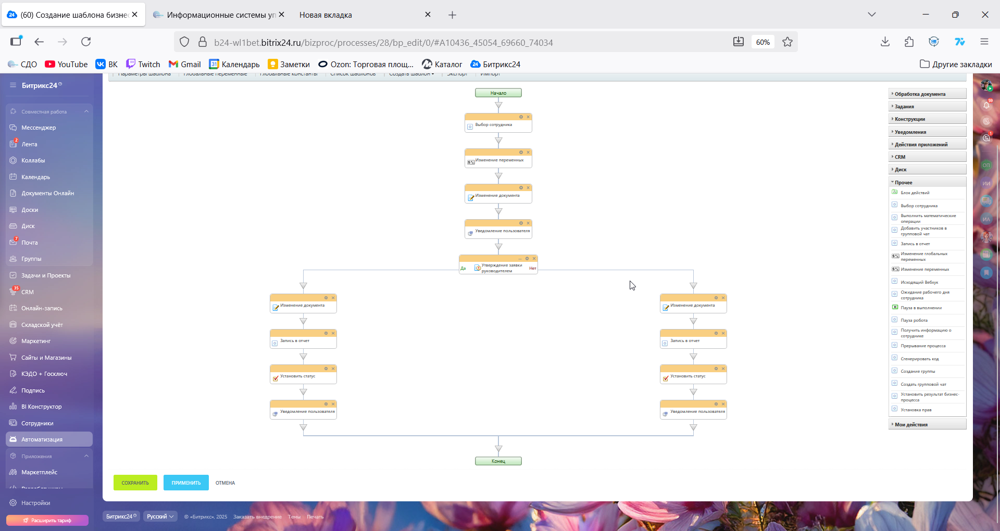 (60) Создание шаблона бизнес
Информационные системы уп
Новая вкладка
b24-wl1bet.bitrix24.ru/bizproc/processes/28/bp_edit/0/#A10436_45054_69660_74034
60%
СДО
YouTube
ВК
Twitch
Gmail
Календарь
Заметки
Ozon: Торговая площ...
Каталог
Битрикс24
Другие закладки
Битрикс24
Совместная работа
Мессенджер
2
Лента
Коллабы
Календарь
Документы Онлайн
Доски
Диск
7
Почта
Группы
Задачи и Проекты
35
CRM
Онлайн-запись
Складской учёт
Маркетинг
Сайты и Магазины
КЭДО + Госключ
Подпись
BI Конструктор
Сотрудники
Автоматизация
Приложения
Маркетплейс
Настройки
Расширить тариф
Параметры шаблона
Глобальные переменные
Глобальные константы
Список шаблонов
Создать шаблон
Экспорт
Импорт
Начало
Выбор сотрудника
Изменение переменных
Изменение документа
Уведомление пользователя
Да
Утверждение заявки
руководителем
Нет
Изменение документа
Запись в отчет
Установить статус
Уведомление пользователя
Изменение документа
Запись в отчет
Установить статус
Уведомление пользователя
Конец
Обработка документа
Задания
Конструкции
Уведомления
Действия приложений
CRM
Диск
Прочее
Блок действий
Выбор сотрудника
Выполнить математические
операции
Добавить участников в
групповой чат
Запись в отчет
Изменение глобальных
переменных
Изменение переменных
Исходящий Вебхук
Ожидание рабочего дня
сотрудника
Пауза в выполнении
Пауза робота
Получить информацию о
сотруднике
Прерывание процесса
Сгенерировать код
Создание группы
Создать групповой чат
Установить результат бизнес-
процесса
Установка прав
Мои действия
59
1
ОП
ИИ
ИА
СОХРАНИТЬ
ПРИМЕНИТЬ
ОТМЕНА
Битрикс24
Русский
© «Битрикс», 2025
Заказать внедрение
Темы
Печать